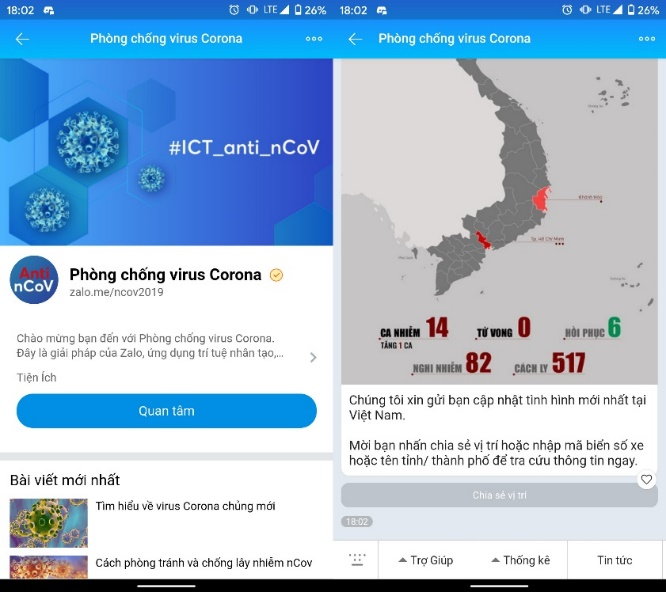 18:02
LTE
26%
Phòng chống virus Corona
#ICT_anti_nCoV
Anti
nCoV
Phòng chống virus Corona
zalo.me/ncov2019
Chào mừng bạn đến với Phòng chống virus Corona.
Đây là giải pháp của Zalo, ứng dụng trí tuệ nhân tạo,...
Tiện Ích
Quan tâm
Bài viết mới nhất
Tìm hiểu về virus Corona chủng mới
Cách phòng tránh và chống lây nhiễm nCov
18:02
LTE
26%
Phòng chống virus Corona
Khánh Hòa
Tp. Hồ Chí Minh
CA NHIỄM 14
TĂNG 1 CA
TỬ VONG 0
HỒI PHỤC 6
NGHI NHIỄM 82
CÁCH LY 517
Chúng tôi xin gửi bạn cập nhật tình hình mới nhất tại
Việt Nam.
Mời bạn nhấn chia sẻ vị trí hoặc nhập mã biển số xe
hoặc tên tỉnh/ thành phố để tra cứu thông tin ngay.
Chia sẻ vị trí
18:02
Trợ Giúp
Thống kê
Tin tức